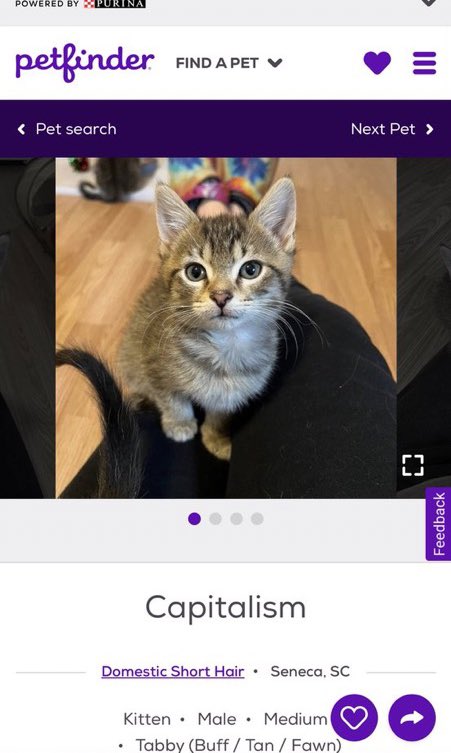 POWERED BY PURINA
petfinder FIND A PET
Pet search Next Pet
Feedback
Capitalism
Domestic Short Hair • Seneca, SC
Kitten • Male • Medium
• Tabby (Buff / Tan / Fawn)